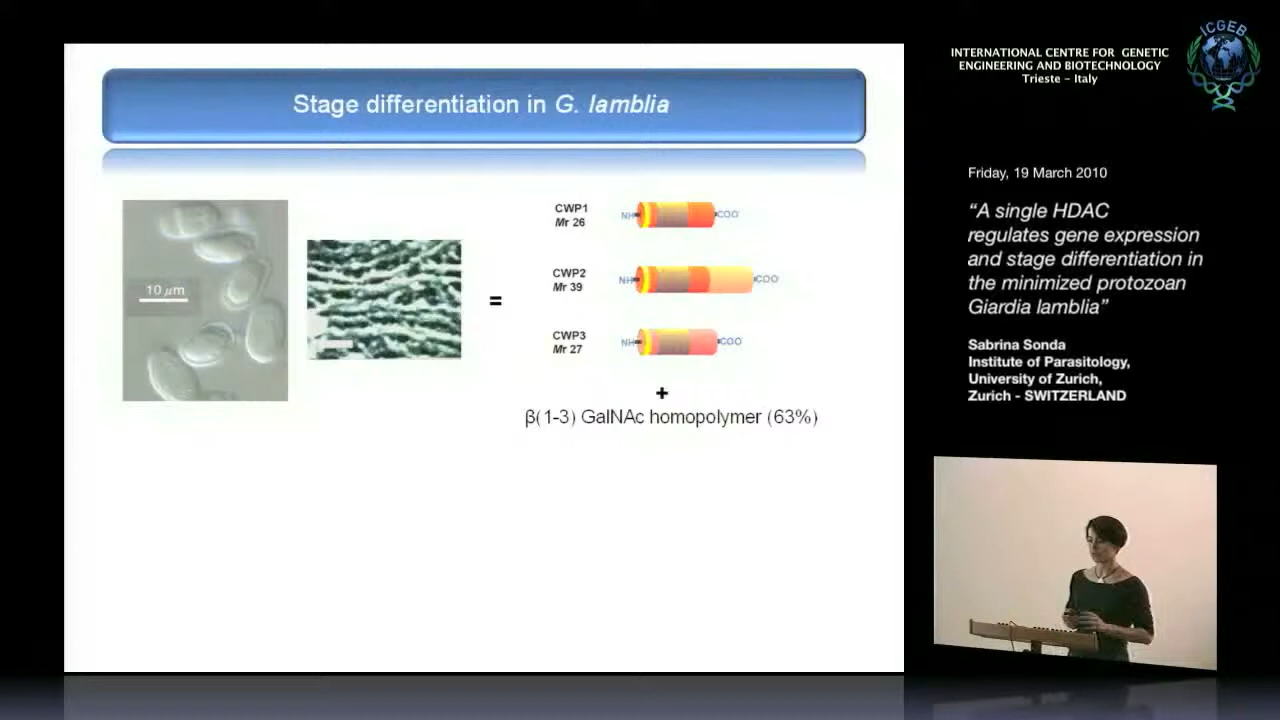 Stage differentiation in G. lamblia
10 μm
=
CWP1
Mr 26
NH
COO
CWP2
Mr 39
NH
COO
CWP3
Mr 27
NH
COO
+
β(1-3) GalNAc homopolymer (63%)
INTERNATIONAL CENTRE FOR GENETIC
ENGINEERING AND BIOTECHNOLOGY
Trieste - Italy
ICGEB
Friday, 19 March 2010
“A single HDAC
regulates gene expression
and stage differentiation in
the minimized protozoan
Giardia lamblia”
Sabrina Sonda
Institute of Parasitology,
University of Zurich,
Zurich - SWITZERLAND